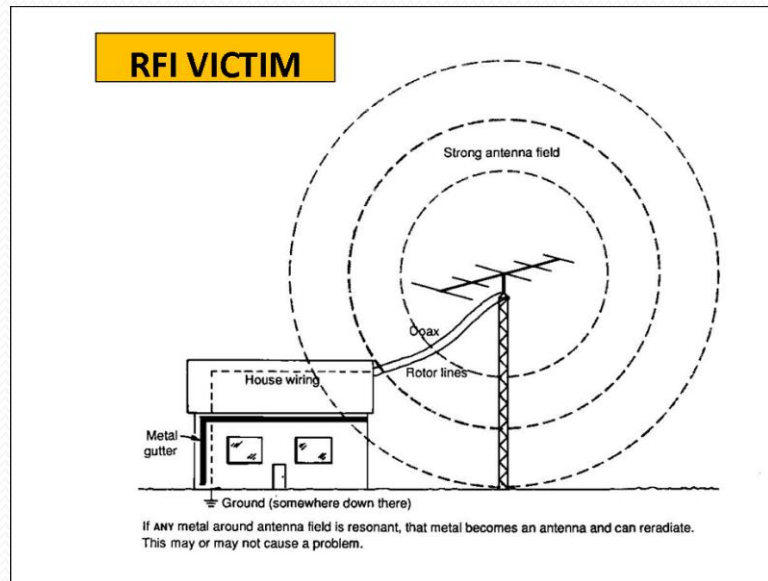 RFI VICTIM
Strong antenna field
Coax
Rotor lines
House wiring
Metal
gutter
Ground (somewhere down there)
If ANY metal around antenna field is resonant, that metal becomes an antenna and can reradiate.
This may or may not cause a problem.